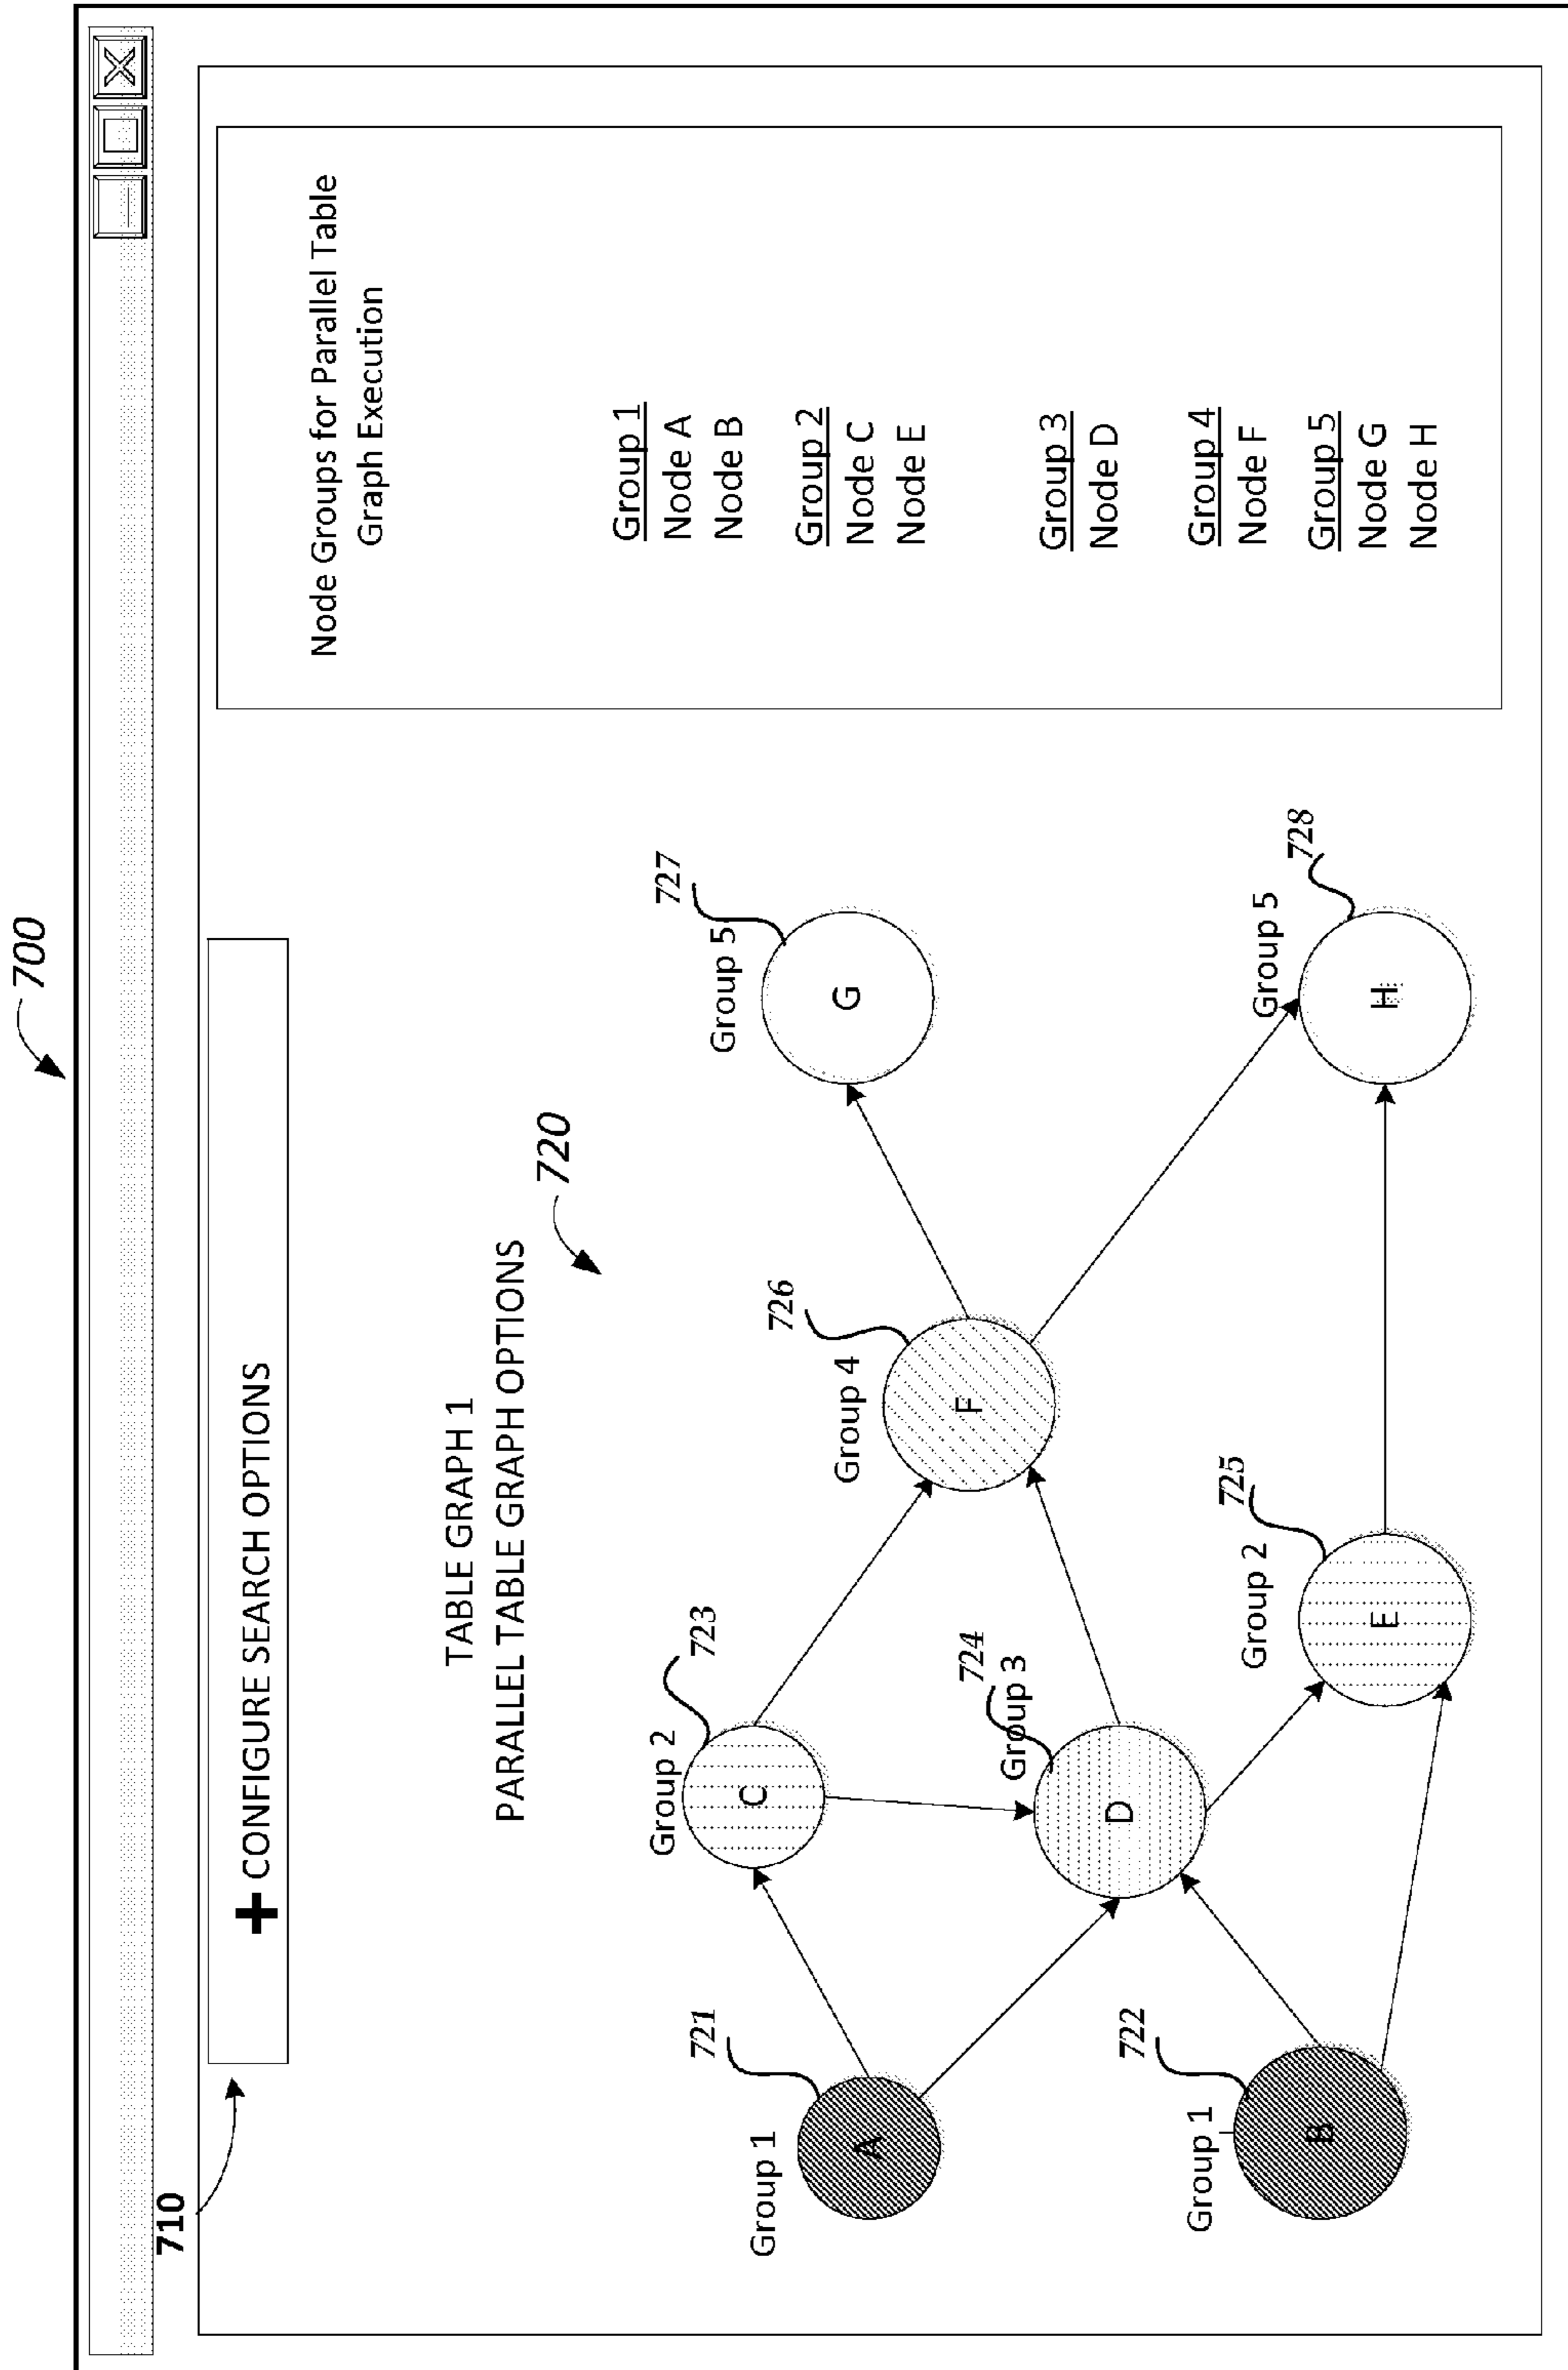 700
710
+ CONFIGURE SEARCH OPTIONS
TABLE GRAPH 1
PARALLEL TABLE GRAPH OPTIONS
720
Group 1
721
A
Group 1
722
B
Group 2
723
C
724
Group 3
D
Group 2
725
E
Group 4
726
F
Group 5
727
G
Group 5
728
H
Node Groups for Parallel Table
Graph Execution
Group 1
Node A
Node B
Group 2
Node C
Node E
Group 3
Node D
Group 4
Node F
Group 5
Node G
Node H